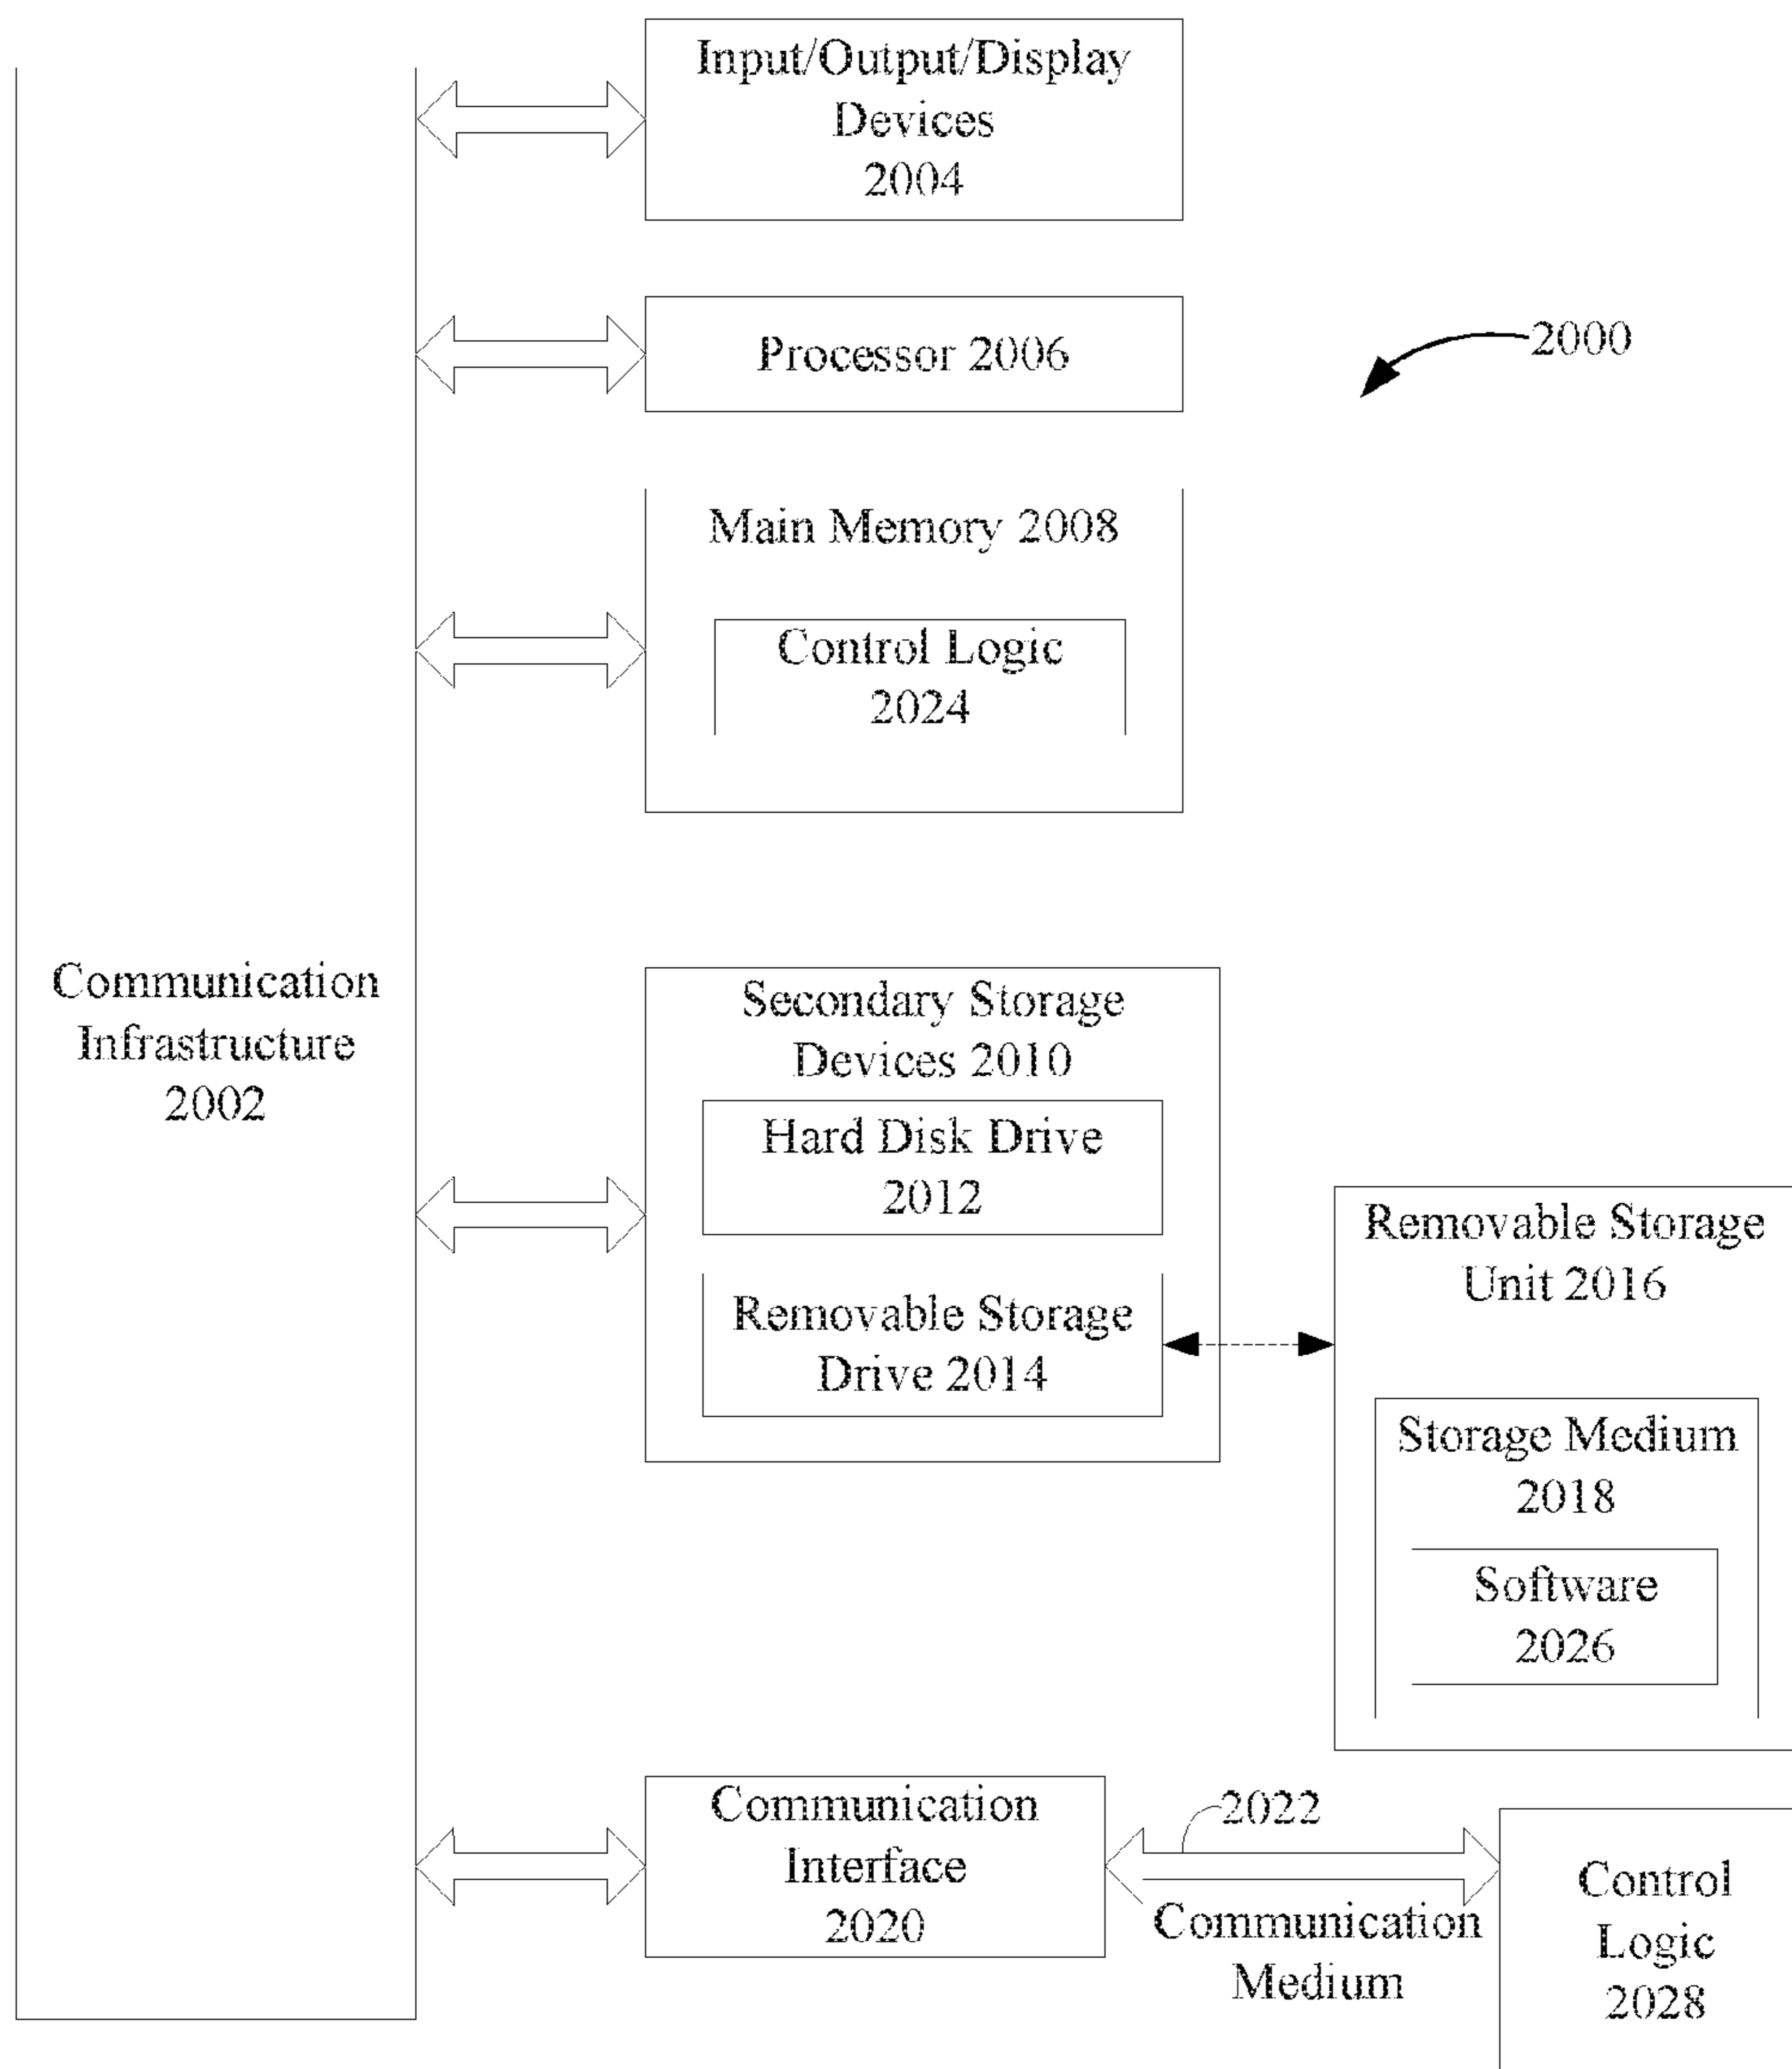 Input/Output/Display
Devices
2004
Processor 2006
2000
Main Memory 2008
Control Logic
2024
Communication
Infrastructure
2002
Secondary Storage
Devices 2010
Hard Disk Drive
2012
Removable Storage
Drive 2014
Removable Storage
Unit 2016
Storage Medium
2018
Software
2026
Communication
Interface
2020
2022
Communication
Medium
Control
Logic
2028